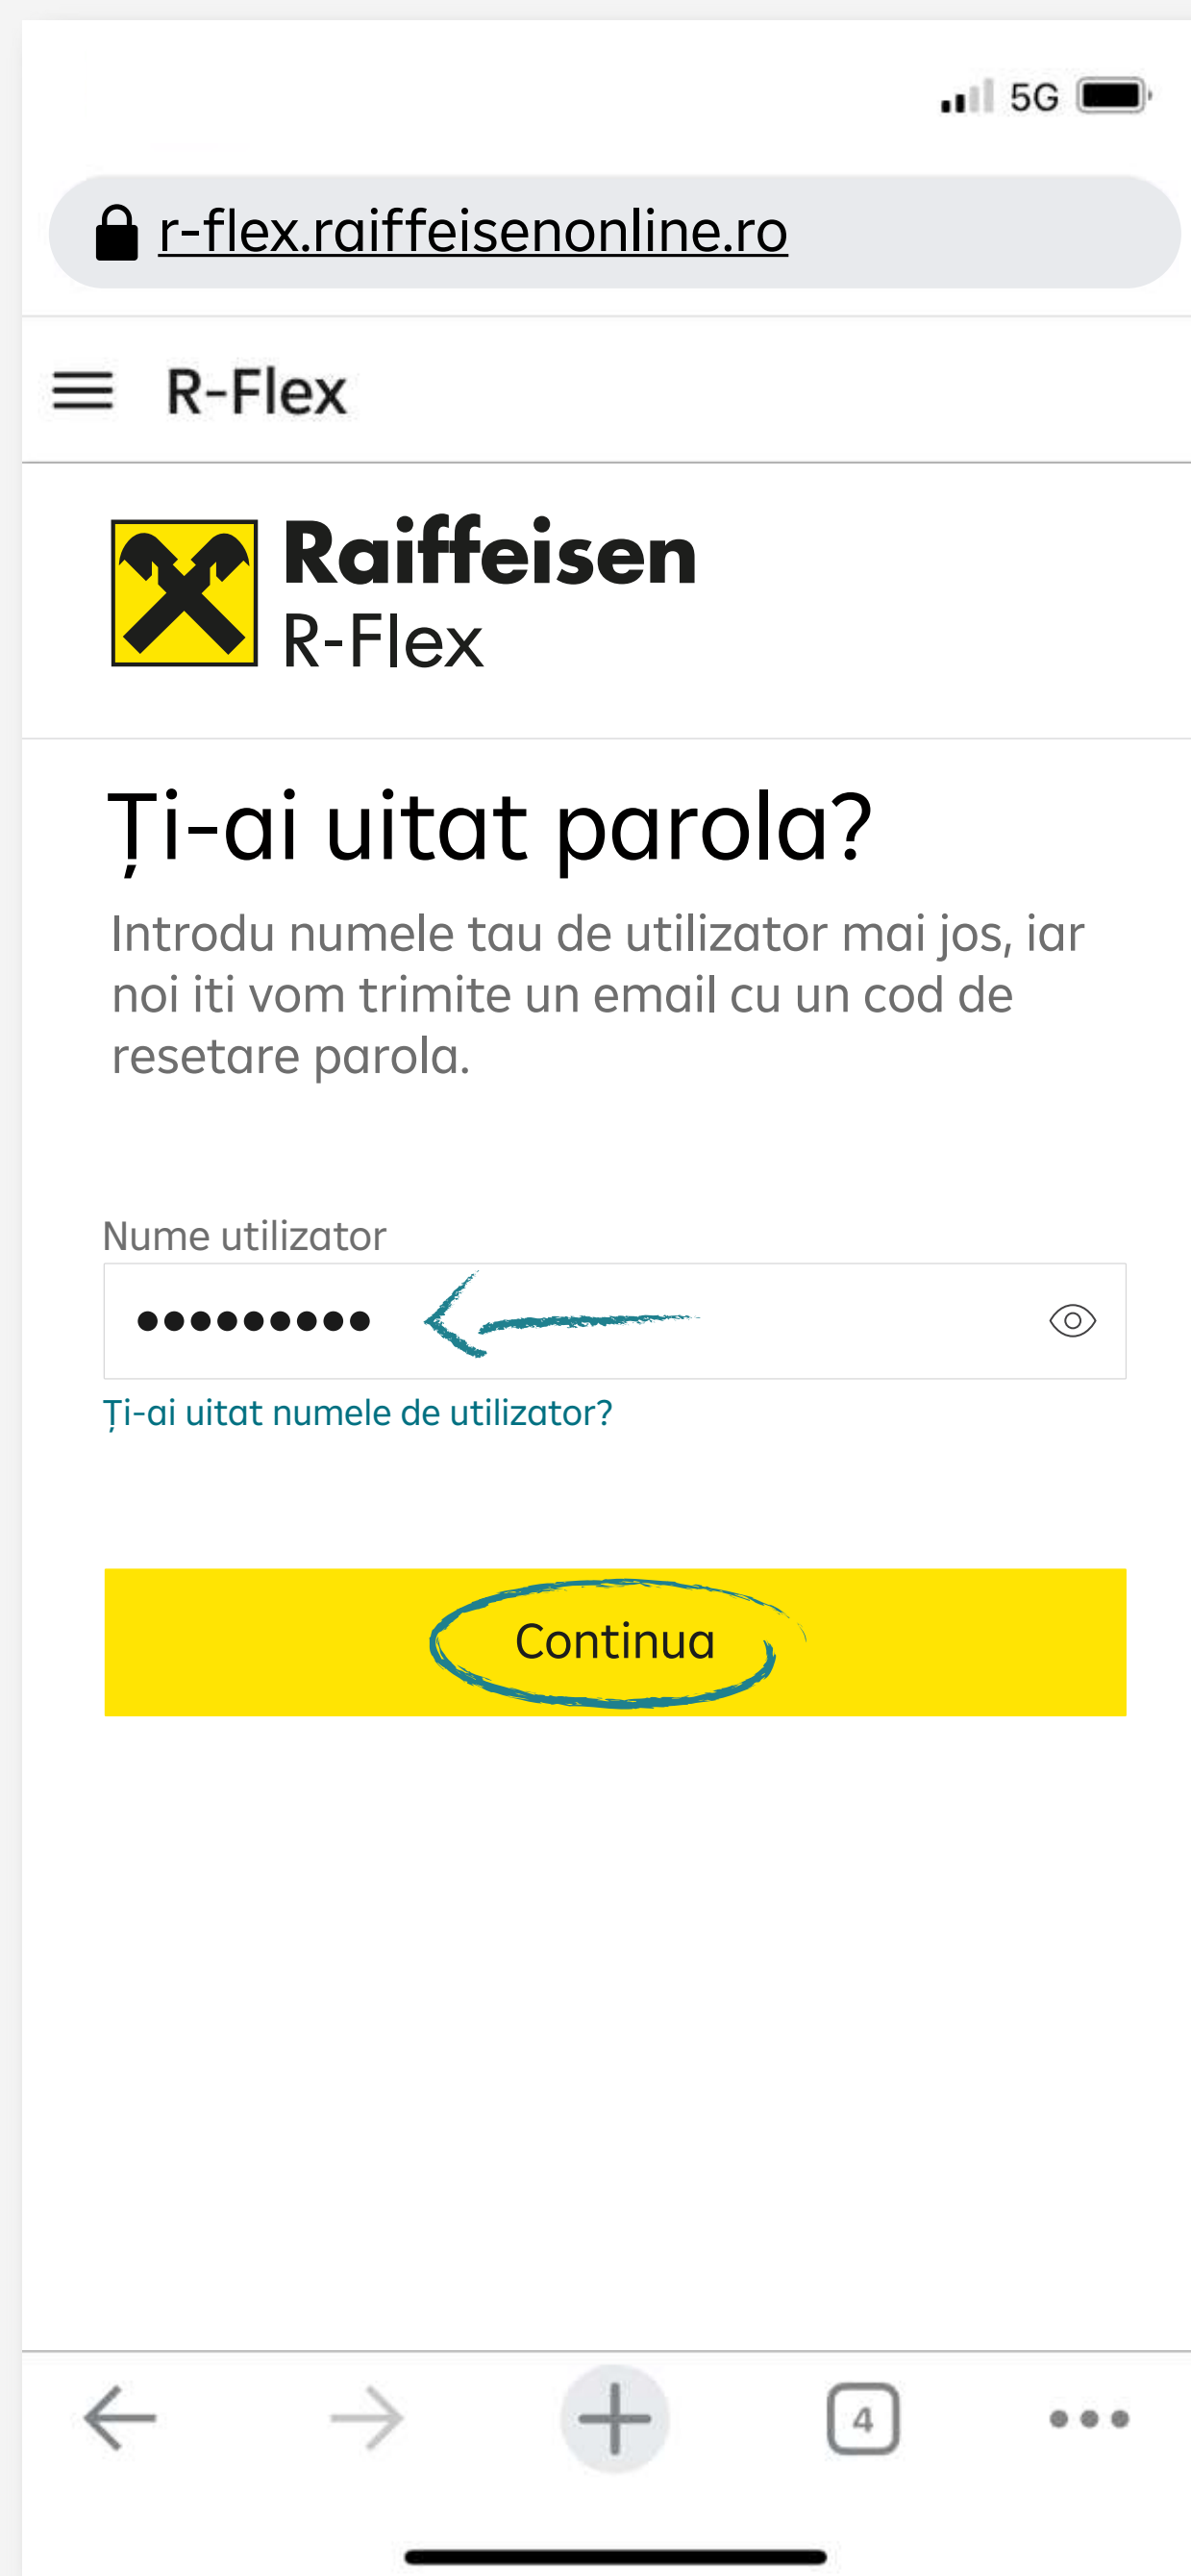 5G
r-flex.raiffeisenonline.ro
R-Flex
Raiffeisen
R-Flex
Ți-ai uitat parola?
Introdu numele tau de utilizator mai jos, iar
noi iti vom trimite un email cu un cod de
resetare parola.
Nume utilizator
•••••••••
Ți-ai uitat numele de utilizator?
Continua
4